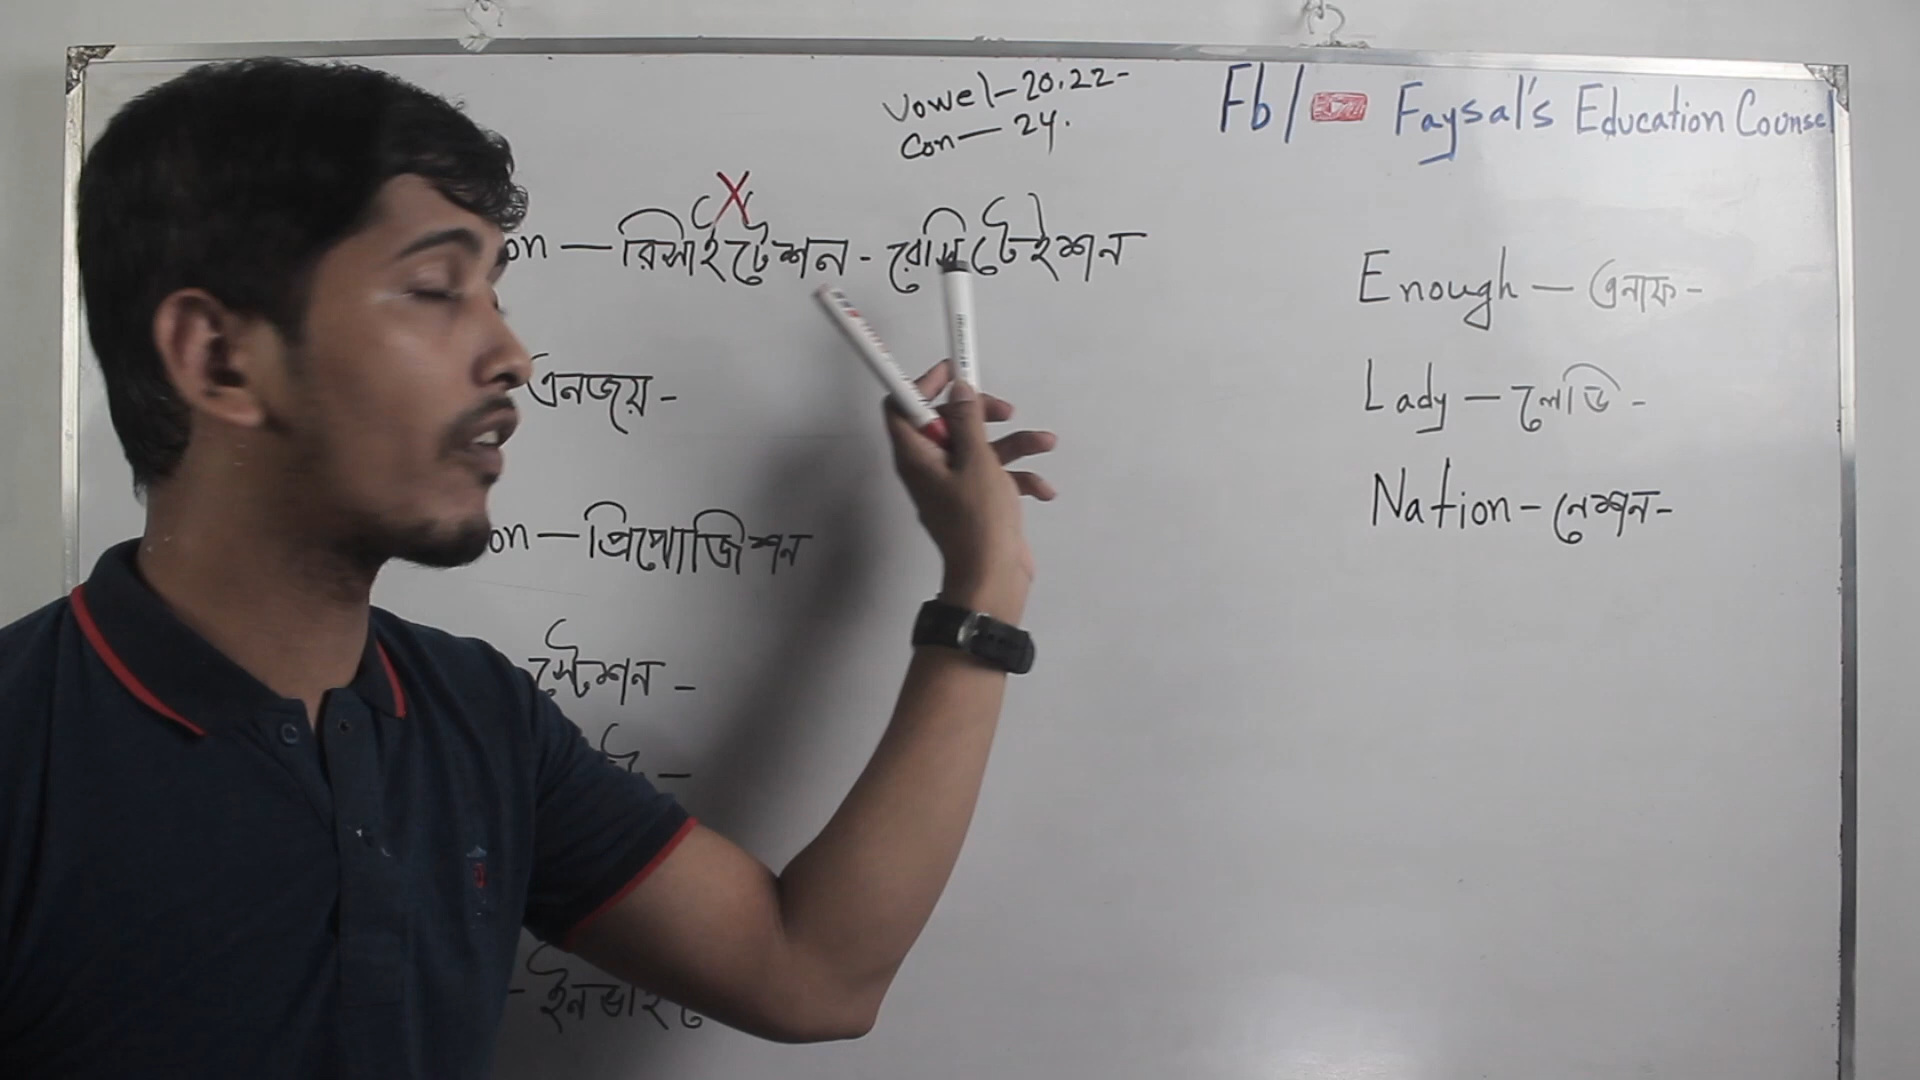 Vowel - 20.22 -
Con — 24.
Fb / Faysal's Education Counsel
on — রিসাইটেশন - রেসিটেইশন
X
এনজয় -
on — প্রিপোজিশন
স্টেশন -
- ইনভাইটে
Enough — এনাফ -
Lady — লেডি -
Nation - নেশন -